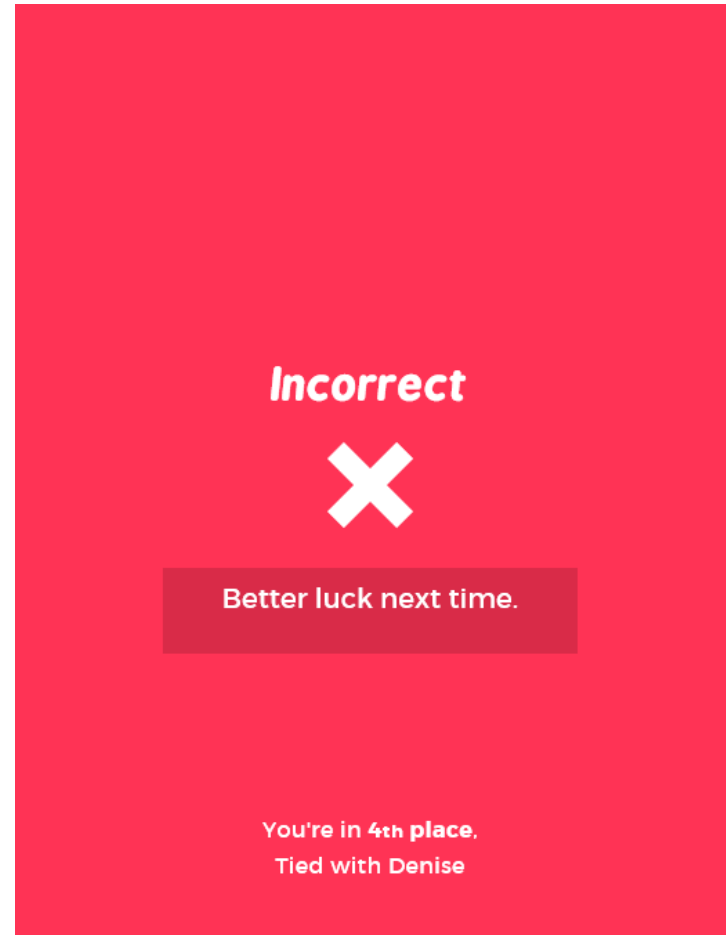 Incorrect
Better luck next time.
You're in 4th place,
Tied with Denise